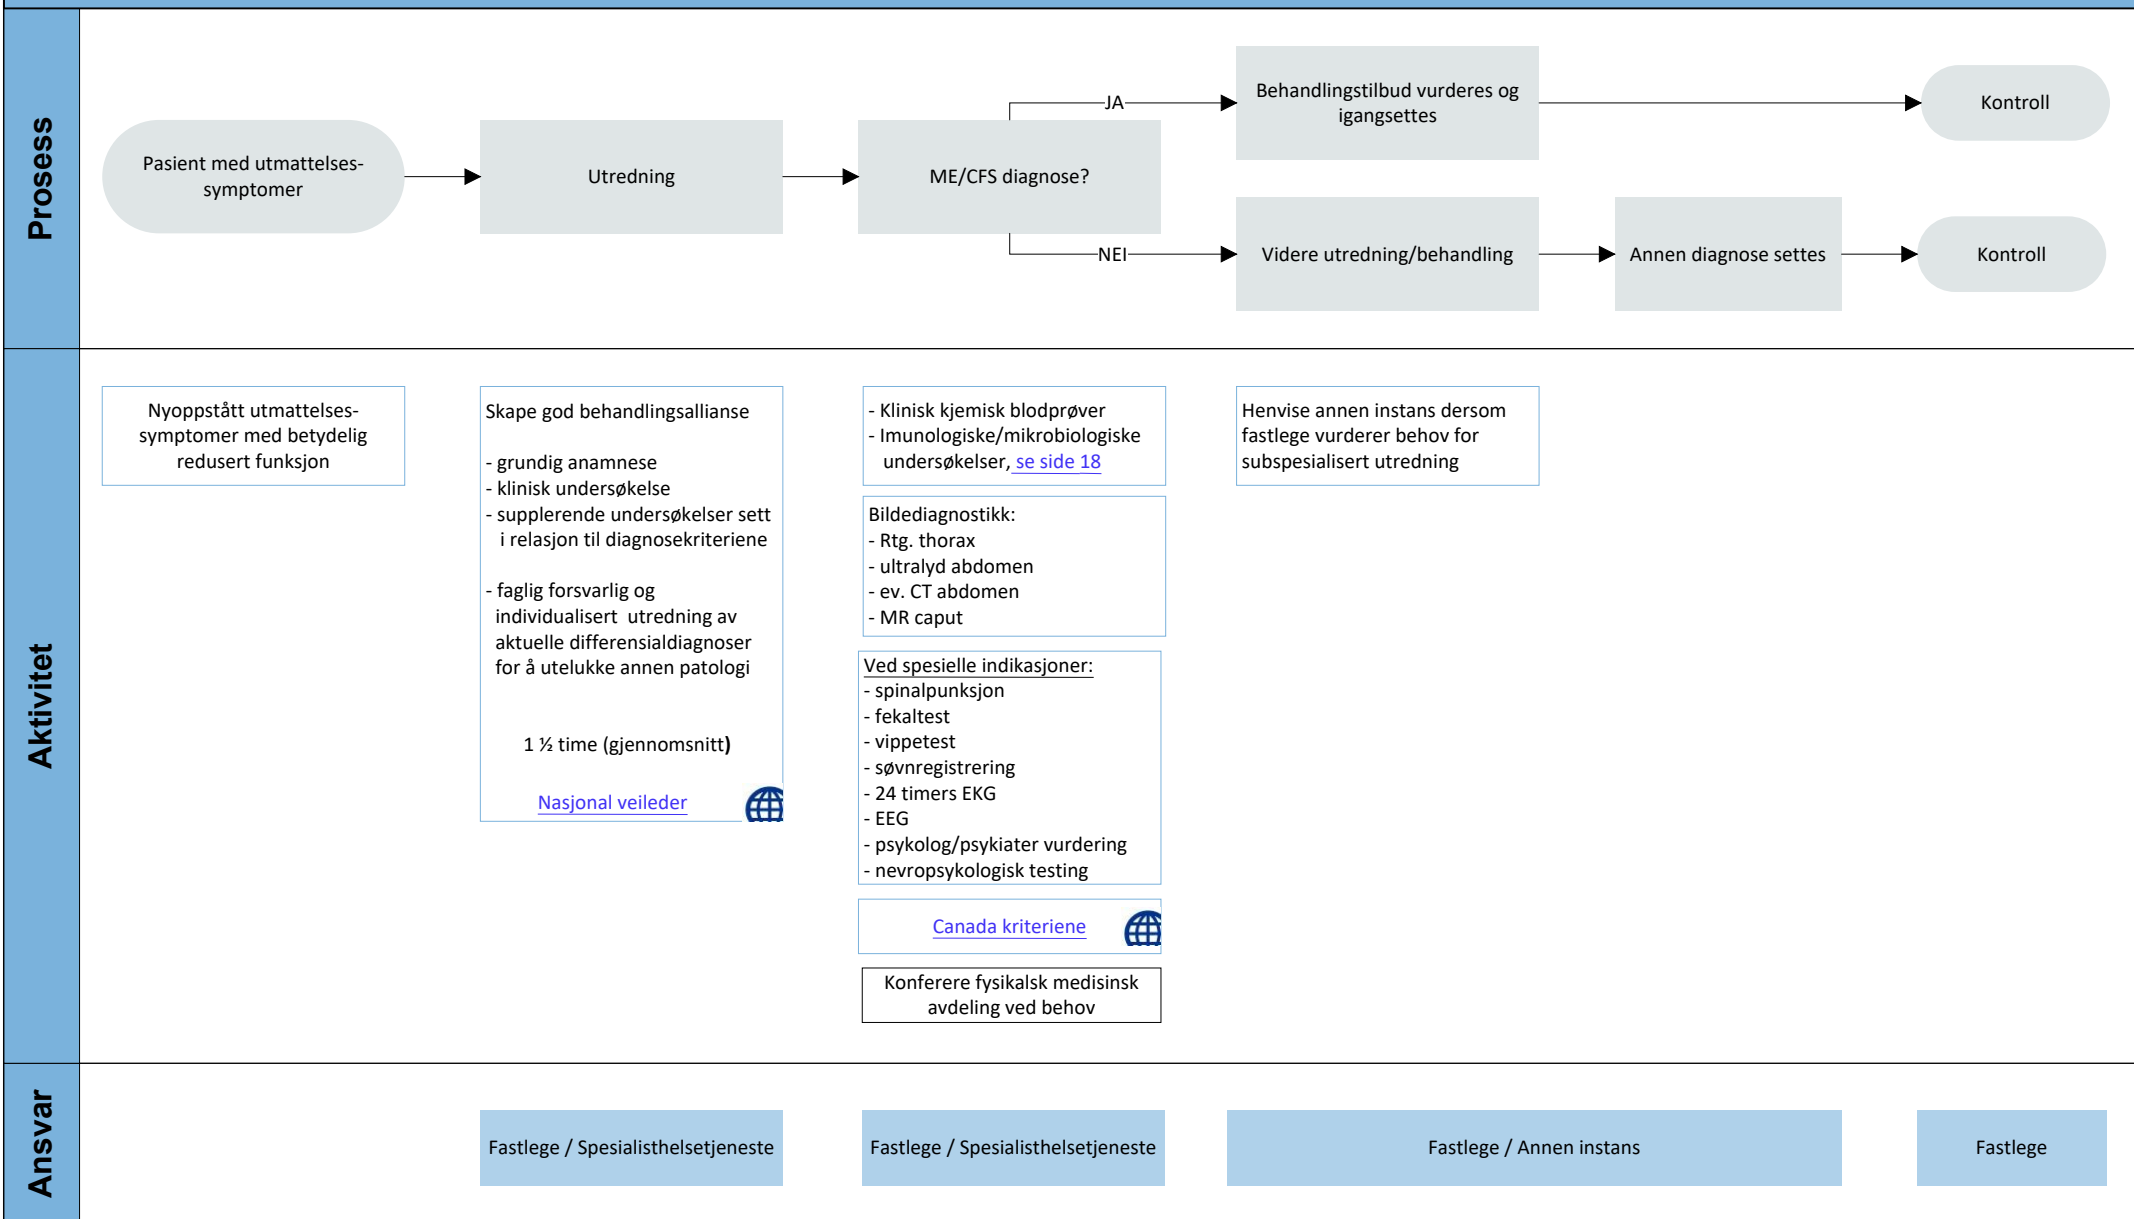 Prosess
Pasient med utmattelses-
symptomer
Utredning
ME/CFS diagnose?
JA
Behandlingstilbud vurderes og
igangsettes
Kontroll
NEI
Videre utredning/behandling
Annen diagnose settes
Kontroll
Aktivitet
Nyoppstått utmattelses-
symptomer med betydelig
redusert funksjon
Skape god behandlingsallianse
- grundig anamnese
- klinisk undersøkelse
- supplerende undersøkelser sett
i relasjon til diagnosekriteriene
- faglig forsvarlig og
individualisert utredning av
aktuelle differensialdiagnoser
for å utelukke annen patologi
1 ½ time (gjennomsnitt)
Nasjonal veileder
- Klinisk kjemisk blodprøver
- Imunologiske/mikrobiologiske
undersøkelser, se side 18
Bildediagnostikk:
- Rtg. thorax
- ultralyd abdomen
- ev. CT abdomen
- MR caput
Ved spesielle indikasjoner:
- spinalpunksjon
- fekaltest
- vippetest
- søvnregistrering
- 24 timers EKG
- EEG
- psykolog/psykiater vurdering
- nevropsykologisk testing
Canada kriteriene
Konferere fysikalsk medisinsk
avdeling ved behov
Henvise annen instans dersom
fastlege vurderer behov for
subspesialisert utredning
Ansvar
Fastlege / Spesialisthelsetjeneste
Fastlege / Spesialisthelsetjeneste
Fastlege / Annen instans
Fastlege